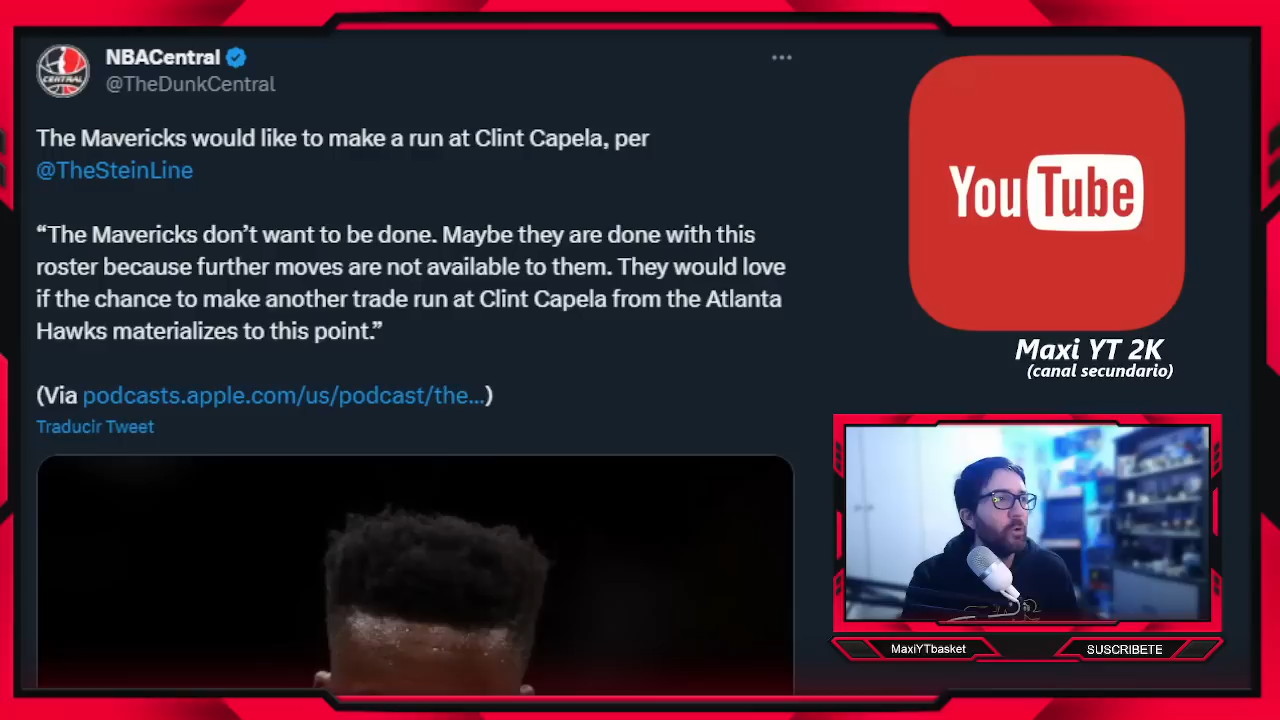 NBACentral
@TheDunkCentral
The Mavericks would like to make a run at Clint Capela, per
@TheSteinLine
“The Mavericks don’t want to be done. Maybe they are done with this
roster because further moves are not available to them. They would love
if the chance to make another trade run at Clint Capela from the Atlanta
Hawks materializes to this point.”
(Via podcasts.apple.com/us/podcast/the...)
Traducir Tweet
YouTube
Maxi YT 2K
(canal secundario)
MaxiYTbasket
SUSCRIBETE
CENTRAL